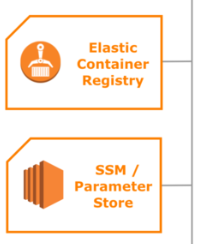 Elastic
Container
Registry
SSM /
Parameter
Store